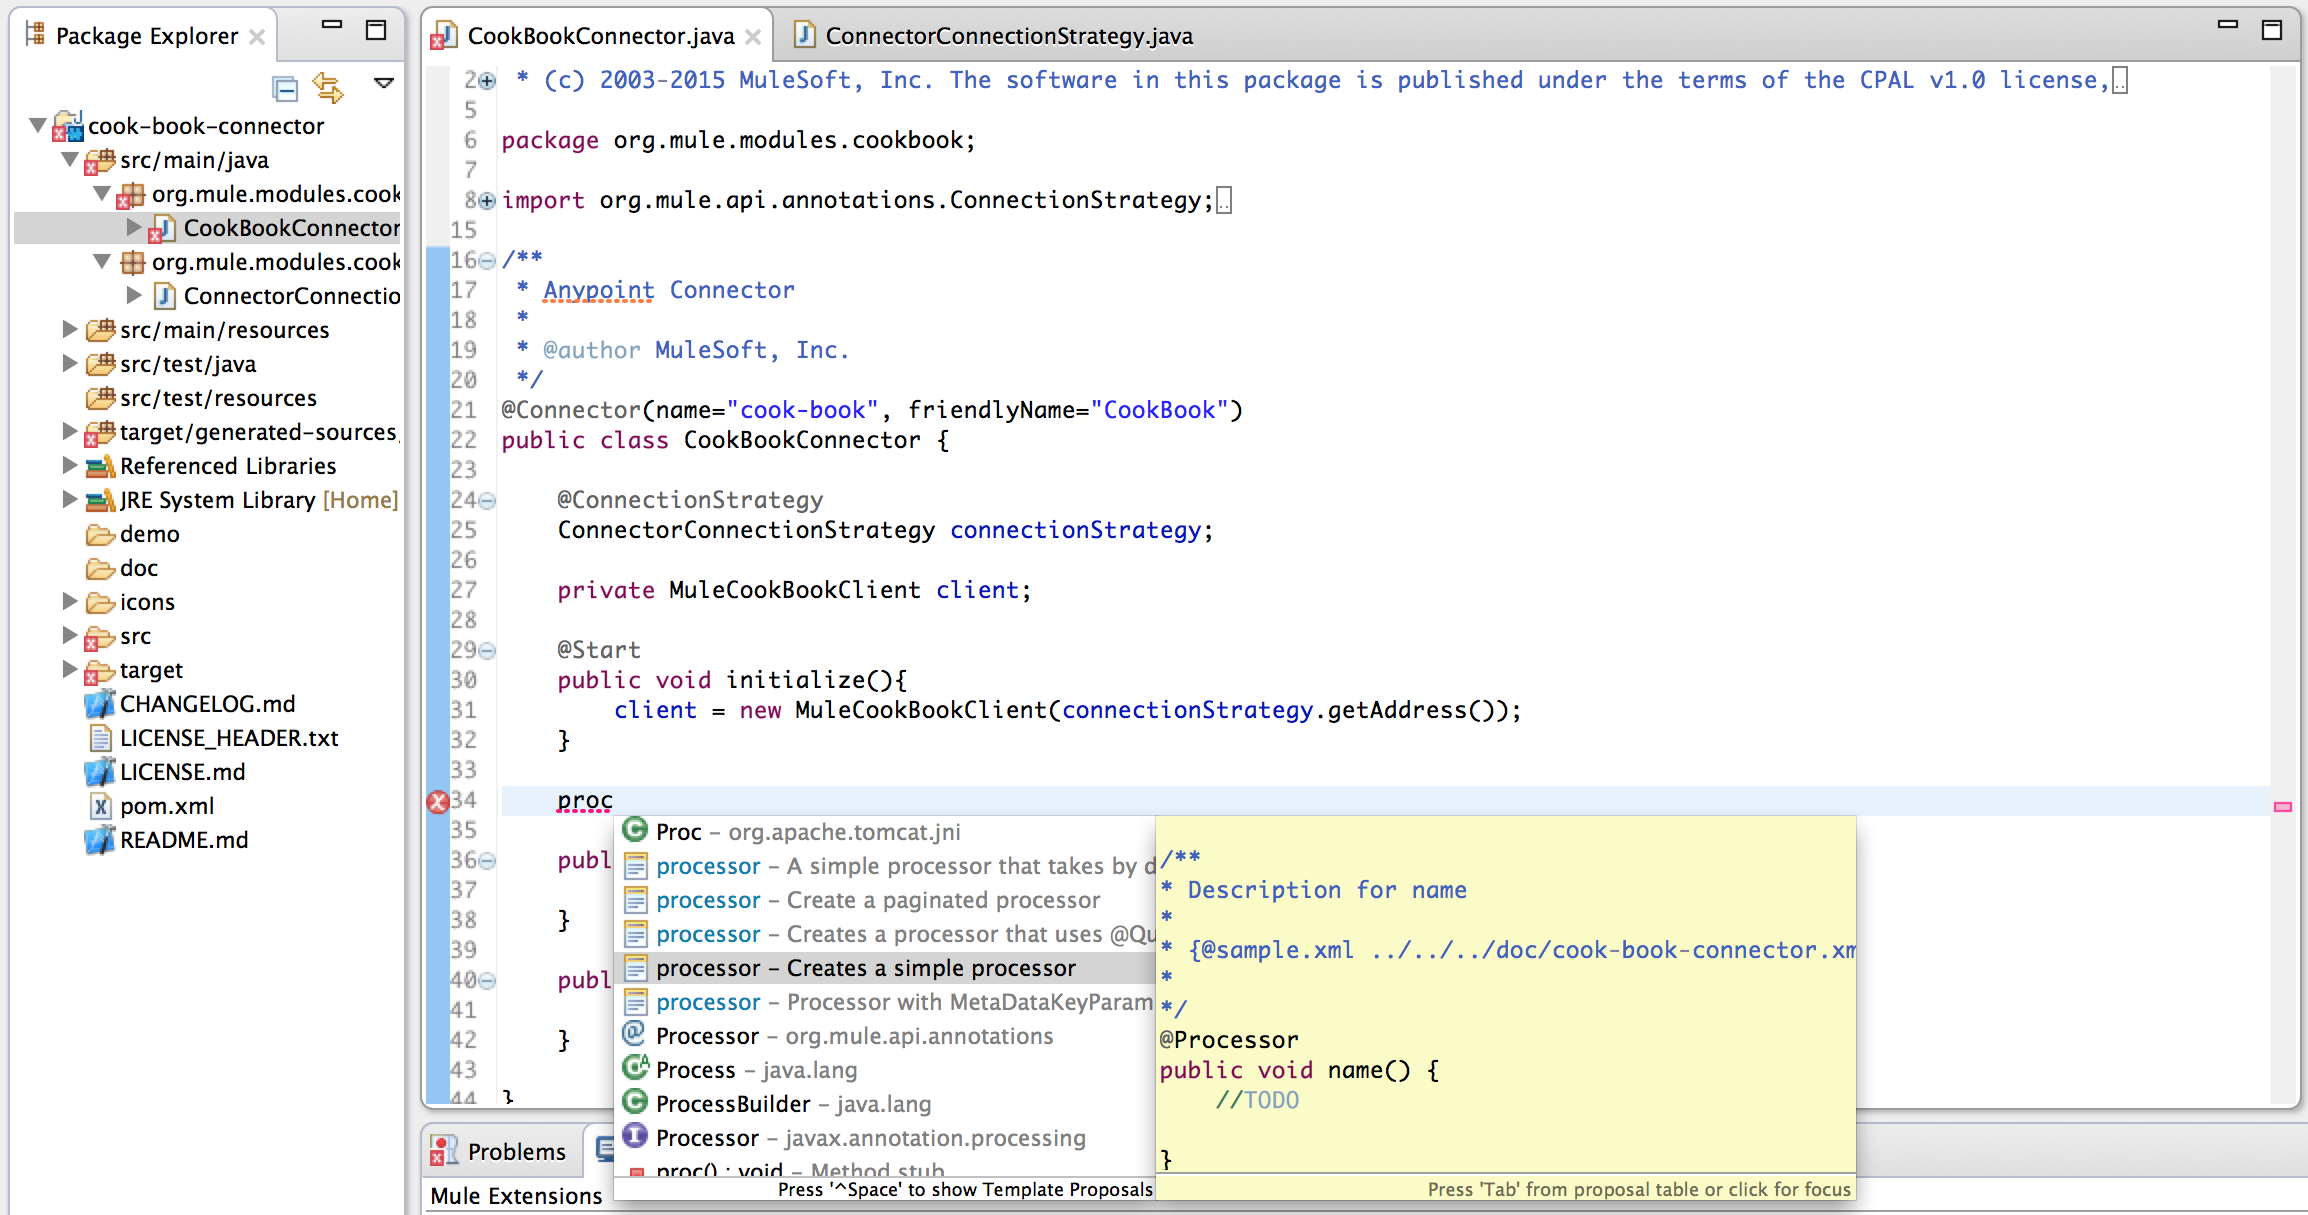 Package Explorer
cook-book-connector
src/main/java
org.mule.modules.cook
CookBookConnector
org.mule.modules.cook
ConnectorConnectio
src/main/resources
src/test/java
src/test/resources
target/generated-sources
Referenced Libraries
JRE System Library [Home]
demo
doc
icons
src
target
CHANGELOG.md
LICENSE_HEADER.txt
LICENSE.md
pom.xml
README.md
CookBookConnector.java
ConnectorConnectionStrategy.java
2 * (c) 2003-2015 MuleSoft, Inc. The software in this package is published under the terms of the CPAL v1.0 license,..
5
6 package org.mule.modules.cookbook;
7
8 import org.mule.api.annotations.ConnectionStrategy;..
15
16 /**
17 * Anypoint Connector
18 *
19 * @author MuleSoft, Inc.
20 */
21 @Connector(name="cook-book", friendlyName="CookBook")
22 public class CookBookConnector {
23
24 @ConnectionStrategy
25 ConnectorConnectionStrategy connectionStrategy;
26
27 private MuleCookBookClient client;
28
29 @Start
30 public void initialize(){
31 client = new MuleCookBookClient(connectionStrategy.getAddress());
32 }
33
34 proc
35
36 publ
37
38 }
39
40 publ
41
42 }
43
44 }
Proc – org.apache.tomcat.jni
processor – A simple processor that takes by d
processor – Create a paginated processor
processor – Creates a processor that uses @Qu
processor – Creates a simple processor
processor – Processor with MetaDataKeyParam
Processor – org.mule.api.annotations
Process – java.lang
ProcessBuilder – java.lang
Processor – javax.annotation.processing
proc() : void – Method stub
Press '^Space' to show Template Proposals
/**
* Description for name
*
* {@sample.xml ../../../doc/cook-book-connector.xm
*
*/
@Processor
public void name() {
//TODO
}
Press 'Tab' from proposal table or click for focus
Problems
Mule Extensions